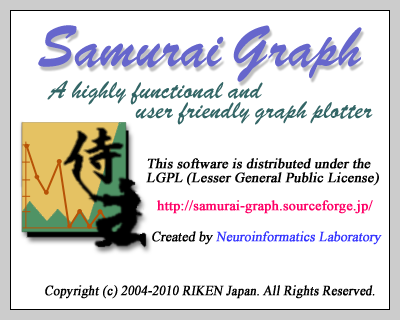 Samurai Graph
A highly functional and
user friendly graph plotter
侍
This software is distributed under the
LGPL (Lesser General Public License)
http://samurai-graph.sourceforge.jp/
Created by Neuroinformatics Laboratory
Copyright (c) 2004-2010 RIKEN Japan. All Rights Reserved.